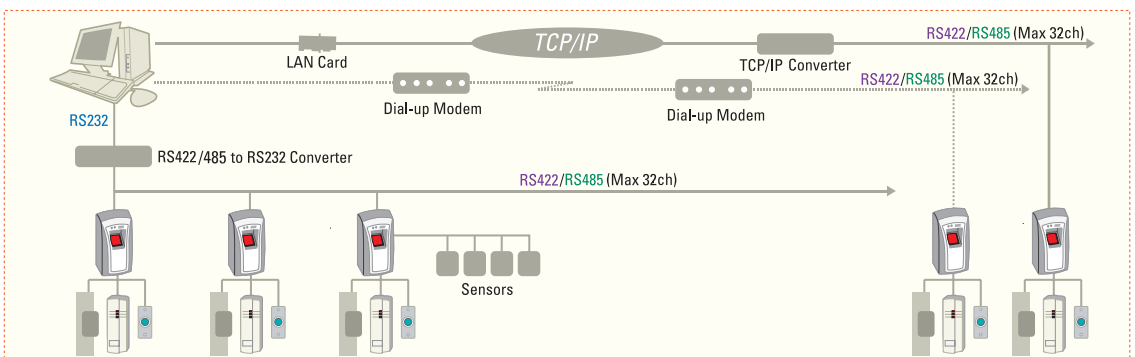 TCP/IP
RS422/RS485 (Max 32ch)
LAN Card
TCP/IP Converter
RS422/RS485 (Max 32ch)
Dial-up Modem
Dial-up Modem
RS232
RS422/485 to RS232 Converter
RS422/RS485 (Max 32ch)
Sensors